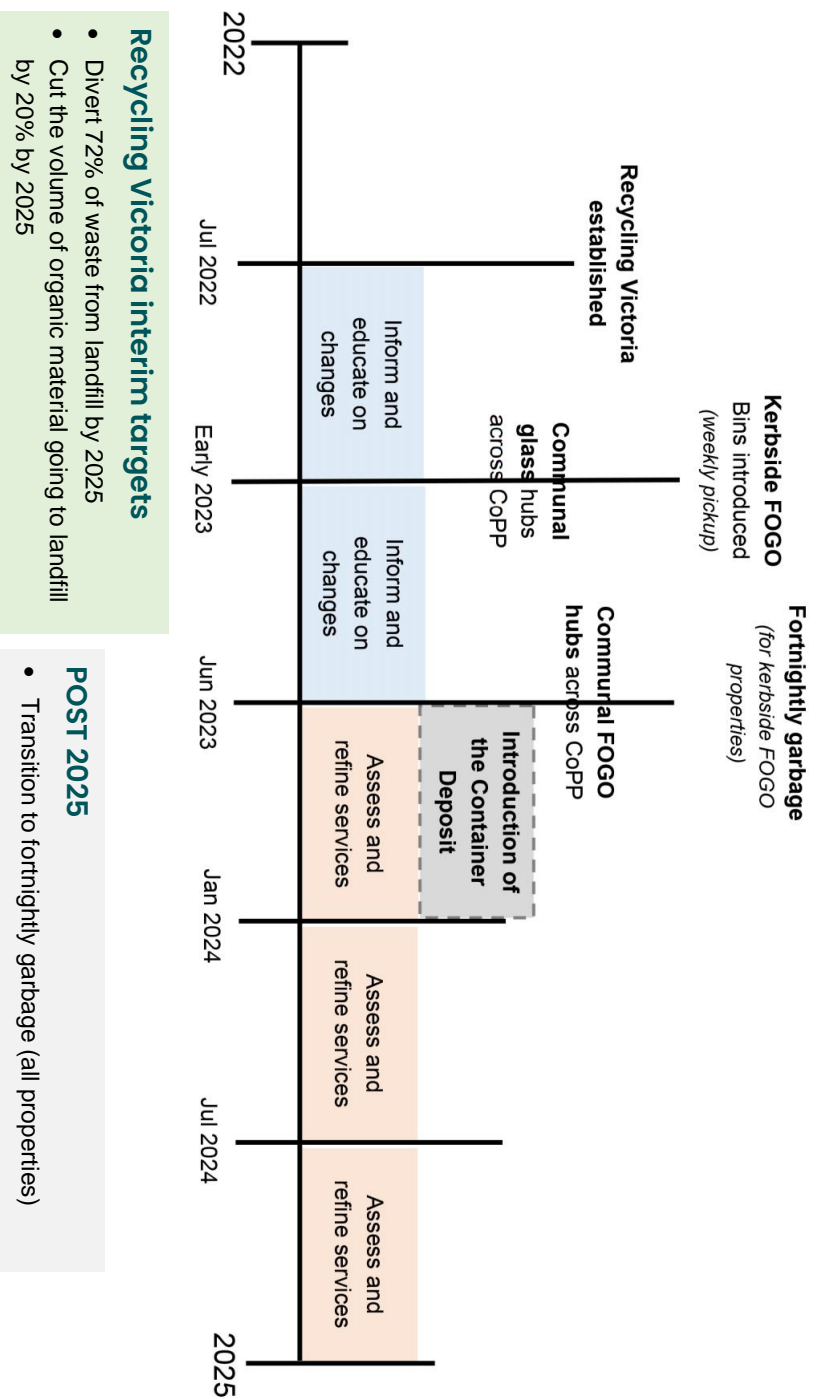 Kerbside FOGO
Bins introduced
(weekly pickup)
Fortnightly garbage
(for kerbside FOGO
properties)
Recycling Victoria
established
Communal
glass hubs
across CoPP
Communal FOGO
hubs across CoPP
Introduction of
the Container
Deposit
Inform and
educate on
changes
Inform and
educate on
changes
Assess and
refine services
Assess and
refine services
Assess and
refine services
2022
Jul 2022
Early 2023
Jun 2023
Jan 2024
Jul 2024
2025
Recycling Victoria interim targets
• Divert 72% of waste from landfill by 2025
• Cut the volume of organic material going to landfill
by 20% by 2025
POST 2025
• Transition to fortnightly garbage (all properties)